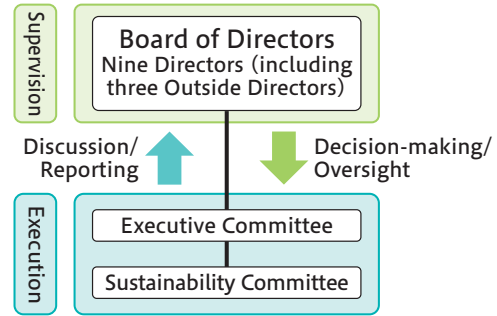 Supervision
Board of Directors
Nine Directors (including
three Outside Directors)
Discussion/
Reporting
Decision-making/
Oversight
Execution
Executive Committee
Sustainability Committee